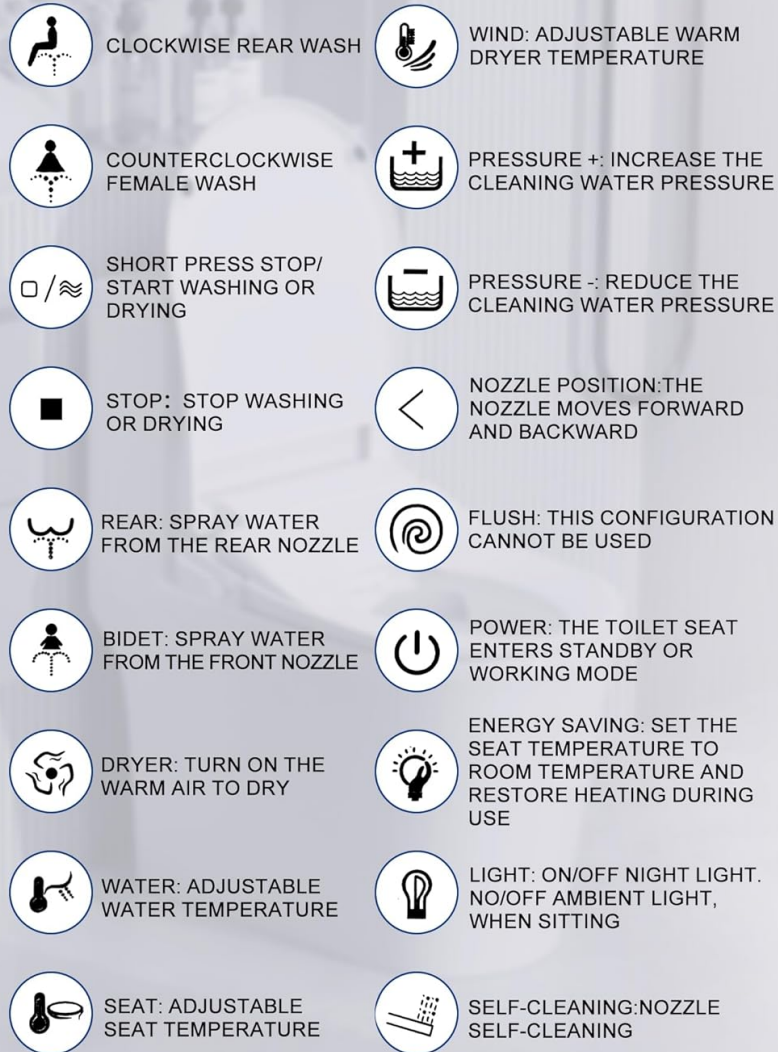 CLOCKWISE REAR WASH
COUNTERCLOCKWISE
FEMALE WASH
SHORT PRESS STOP/
START WASHING OR
DRYING
STOP: STOP WASHING
OR DRYING
REAR: SPRAY WATER
FROM THE REAR NOZZLE
BIDET: SPRAY WATER
FROM THE FRONT NOZZLE
DRYER: TURN ON THE
WARM AIR TO DRY
WATER: ADJUSTABLE
WATER TEMPERATURE
SEAT: ADJUSTABLE
SEAT TEMPERATURE
WIND: ADJUSTABLE WARM
DRYER TEMPERATURE
PRESSURE +: INCREASE THE
CLEANING WATER PRESSURE
PRESSURE -: REDUCE THE
CLEANING WATER PRESSURE
NOZZLE POSITION:THE
NOZZLE MOVES FORWARD
AND BACKWARD
FLUSH: THIS CONFIGURATION
CANNOT BE USED
POWER: THE TOILET SEAT
ENTERS STANDBY OR
WORKING MODE
ENERGY SAVING: SET THE
SEAT TEMPERATURE TO
ROOM TEMPERATURE AND
RESTORE HEATING DURING
USE
LIGHT: ON/OFF NIGHT LIGHT.
NO/OFF AMBIENT LIGHT,
WHEN SITTING
SELF-CLEANING:NOZZLE
SELF-CLEANING